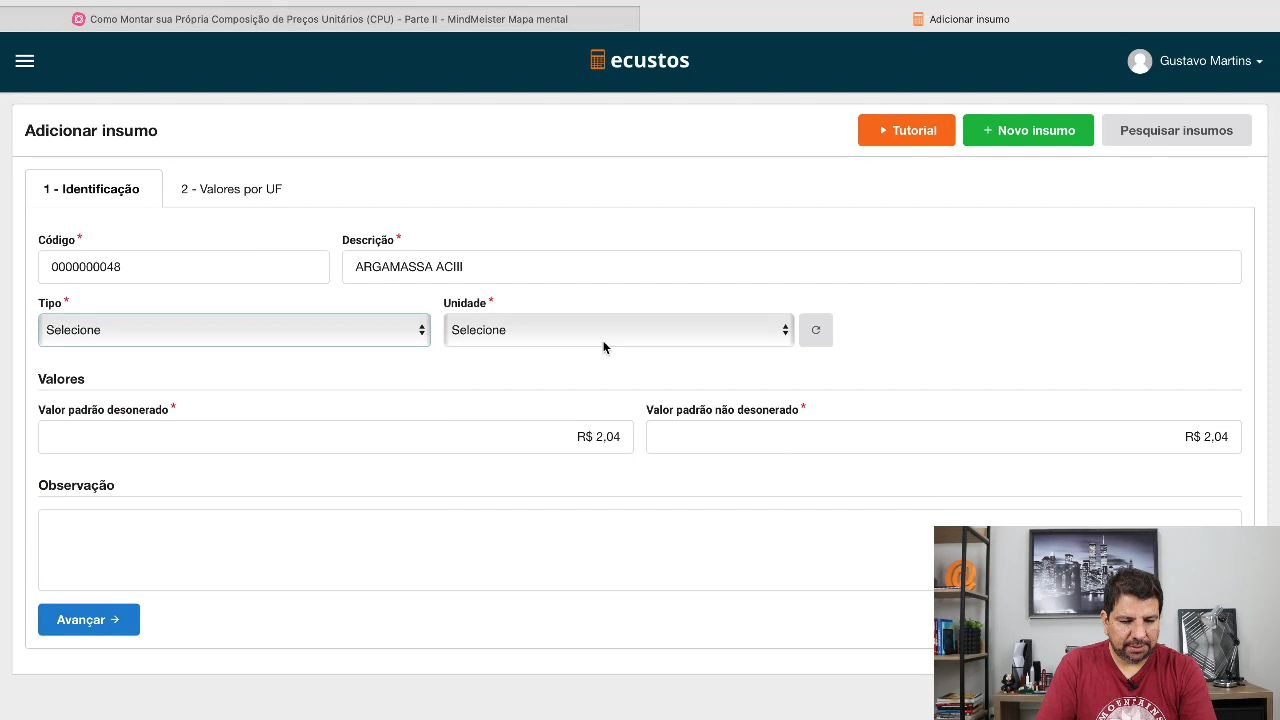 Como Montar sua Própria Composição de Preços Unitários (CPU) - Parte II - MindMeister Mapa mental
Adicionar insumo
ecustos
Gustavo Martins
Adicionar insumo
Tutorial
+ Novo insumo
Pesquisar insumos
1 - Identificação
2 - Valores por UF
Código *
Descrição *
0000000048
ARGAMASSA ACIII
Tipo *
Unidade *
Selecione
Selecione
Valores
Valor padrão desonerado *
Valor padrão não desonerado *
R$ 2,04
R$ 2,04
Observação
Avançar →
MOUNTAIN